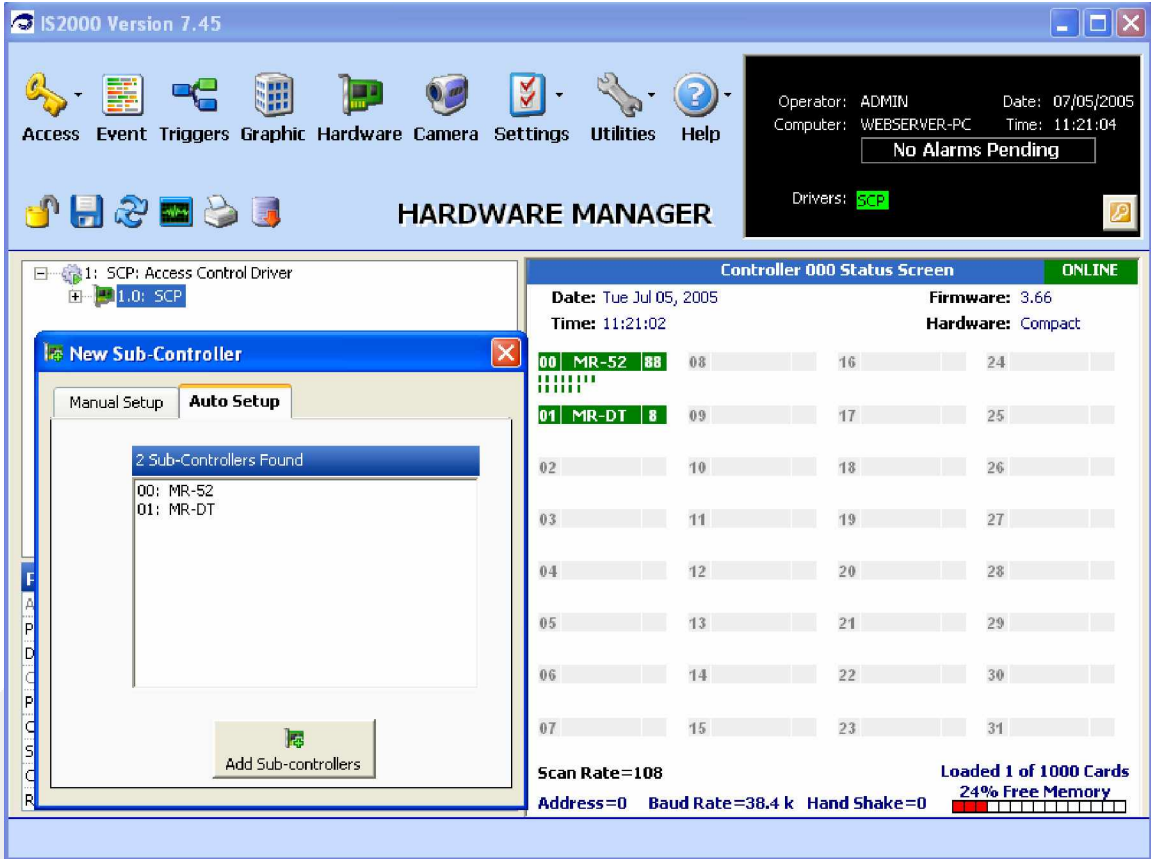 IS2000 Version 7.45
Access Event Triggers Graphic Hardware Camera Settings Utilities Help
Operator: ADMIN Date: 07/05/2005
Computer: WEBSERVER-PC Time: 11:21:04
No Alarms Pending
Drivers: SCP
HARDWARE MANAGER
1: SCP: Access Control Driver
1.0: SCP
New Sub-Controller
Manual Setup Auto Setup
2 Sub-Controllers Found
00: MR-52
01: MR-DT
Add Sub-controllers
Controller 000 Status Screen ONLINE
Date: Tue Jul 05, 2005 Firmware: 3.66
Time: 11:21:02 Hardware: Compact
00 MR-52 88 08 16 24
01 MR-DT 8 09 17 25
02 10 18 26
03 11 19 27
04 12 20 28
05 13 21 29
06 14 22 30
07 15 23 31
Scan Rate=108 Loaded 1 of 1000 Cards
24% Free Memory
Address=0 Baud Rate=38.4 k Hand Shake=0